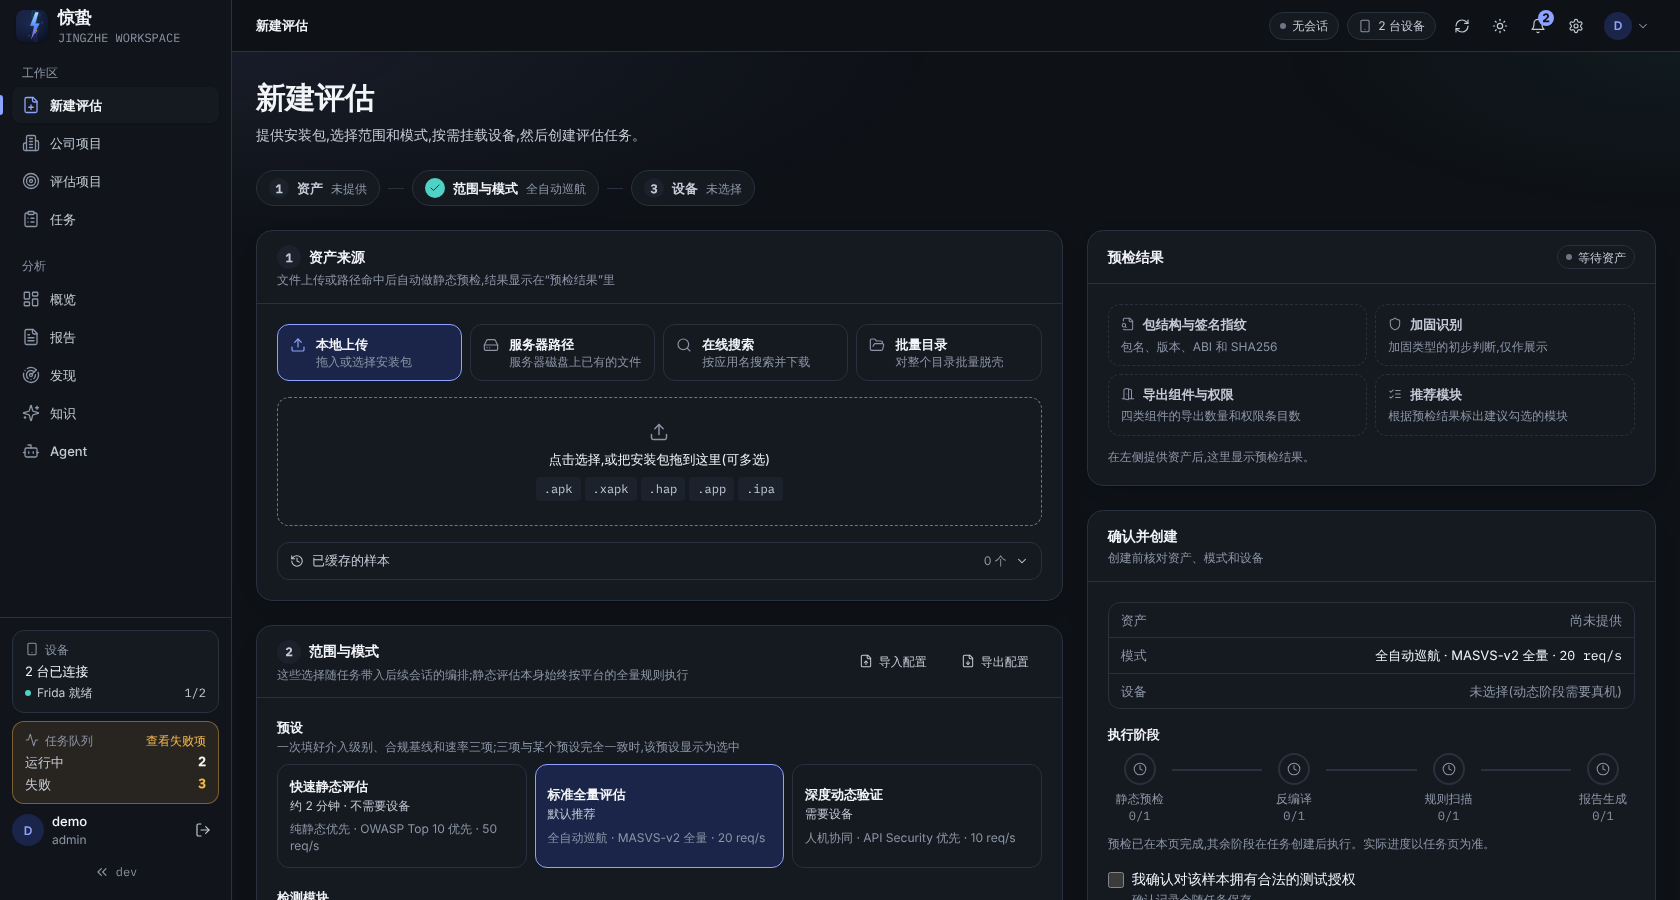 惊蛰
JINGZHE WORKSPACE
工作区
新建评估
公司项目
评估项目
任务
分析
概览
报告
发现
知识
Agent
设备
2 台已连接
Frida 就绪 1/2
任务队列 查看失败项
运行中 2
失败 3
D demo
admin
dev
新建评估
无会话
2 台设备
2
D
新建评估
提供安装包,选择范围和模式,按需挂载设备,然后创建评估任务。
1 资产 未提供
范围与模式 全自动巡航
3 设备 未选择
1 资产来源
文件上传或路径命中后自动做静态预检,结果显示在“预检结果”里
本地上传
拖入或选择安装包
服务器路径
服务器磁盘上已有的文件
在线搜索
按应用名搜索并下载
批量目录
对整个目录批量脱壳
点击选择,或把安装包拖到这里(可多选)
.apk .xapk .hap .app .ipa
已缓存的样本 0 个
2 范围与模式
这些选择随任务带入后续会话的编排;静态评估本身始终按平台的全量规则执行
导入配置 导出配置
预设
一次填好介入级别、合规基线和速率三项;三项与某个预设完全一致时,该预设显示为选中
快速静态评估
约 2 分钟 · 不需要设备
纯静态优先 · OWASP Top 10 优先 · 50
req/s
标准全量评估
默认推荐
全自动巡航 · MASVS-v2 全量 · 20 req/s
深度动态验证
需要设备
人机协同 · API Security 优先 · 10 req/s
检测模块
预检结果
等待资产
包结构与签名指纹
包名、版本、ABI 和 SHA256
加固识别
加固类型的初步判断,仅作展示
导出组件与权限
四类组件的导出数量和权限条目数
推荐模块
根据预检结果标出建议勾选的模块
在左侧提供资产后,这里显示预检结果。
确认并创建
创建前核对资产、模式和设备
资产 尚未提供
模式 全自动巡航 · MASVS-v2 全量 · 20 req/s
设备 未选择(动态阶段需要真机)
执行阶段
静态预检 反编译 规则扫描 报告生成
0/1 0/1 0/1 0/1
预检已在本页完成,其余阶段在任务创建后执行。实际进度以任务页为准。
我确认对该样本拥有合法的测试授权
确认记录会随任务保存